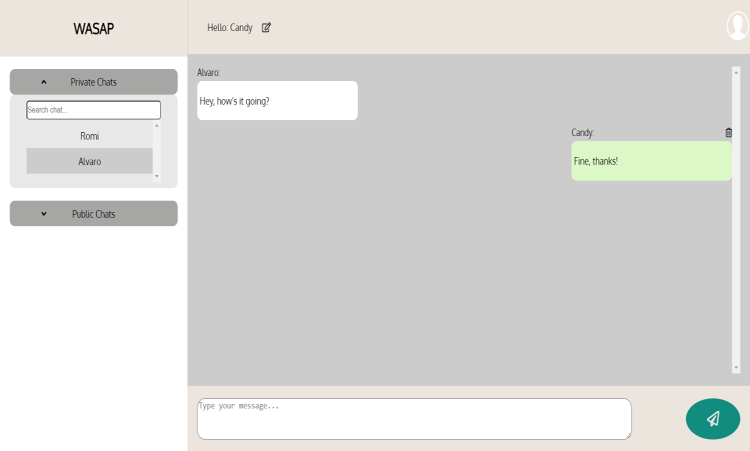 WASAP
Hello: Candy
Private Chats
Search chat...
Romi
Alvaro
Public Chats
Alvaro:
Hey, how's it going?
Candy:
Fine, thanks!
Type your message...